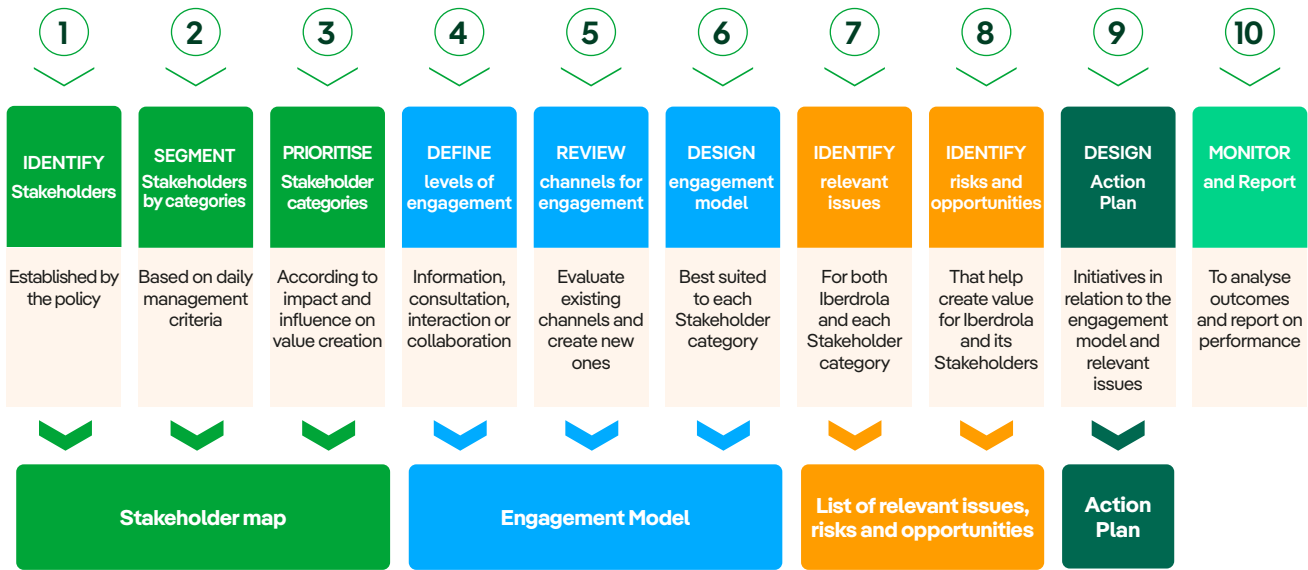 1
2
3
4
5
6
7
8
9
10
IDENTIFY
Stakeholders
SEGMENT
Stakeholders
by categories
PRIORITISE
Stakeholder
categories
DEFINE
levels of
engagement
REVIEW
channels for
engagement
DESIGN
engagement
model
IDENTIFY
relevant
issues
IDENTIFY
risks and
opportunities
DESIGN
Action
Plan
MONITOR
and Report
Established by
the policy
Based on daily
management
criteria
According to
impact and
influence on
value creation
Information,
consultation,
interaction or
collaboration
Evaluate
existing
channels and
create new
ones
Best suited
to each
Stakeholder
category
For both
Iberdrola
and each
Stakeholder
category
That help
create value
for Iberdrola
and its
Stakeholders
Initiatives in
relation to the
engagement
model and
relevant
issues
To analyse
outcomes
and report on
performance
Stakeholder map
Engagement Model
List of relevant issues,
risks and opportunities
Action
Plan